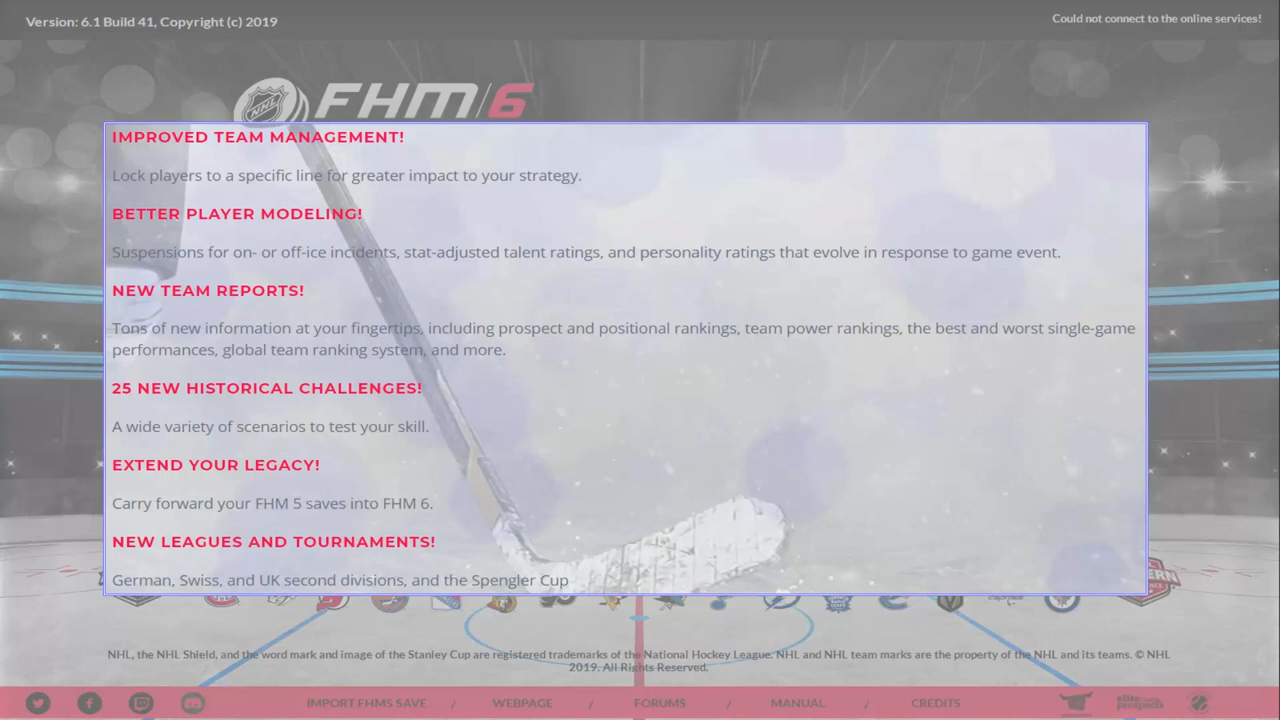 Version: 6.1 Build 41, Copyright (c) 2019
Could not connect to the online services!
NHL
FHM/6
IMPROVED TEAM MANAGEMENT!
Lock players to a specific line for greater impact to your strategy.
BETTER PLAYER MODELING!
Suspensions for on- or off-ice incidents, stat-adjusted talent ratings, and personality ratings that evolve in response to game event.
NEW TEAM REPORTS!
Tons of new information at your fingertips, including prospect and positional rankings, team power rankings, the best and worst single-game
performances, global team ranking system, and more.
25 NEW HISTORICAL CHALLENGES!
A wide variety of scenarios to test your skill.
EXTEND YOUR LEGACY!
Carry forward your FHM 5 saves into FHM 6.
NEW LEAGUES AND TOURNAMENTS!
German, Swiss, and UK second divisions, and the Spengler Cup
NHL, the NHL Shield, and the word mark and image of the Stanley Cup are registered trademarks of the National Hockey League. NHL and NHL team marks are the property of the NHL and its teams. © NHL
2019. All Rights Reserved.
IMPORT FHM5 SAVE / WEBPAGE / FORUMS / MANUAL / CREDITS
elite
prospects